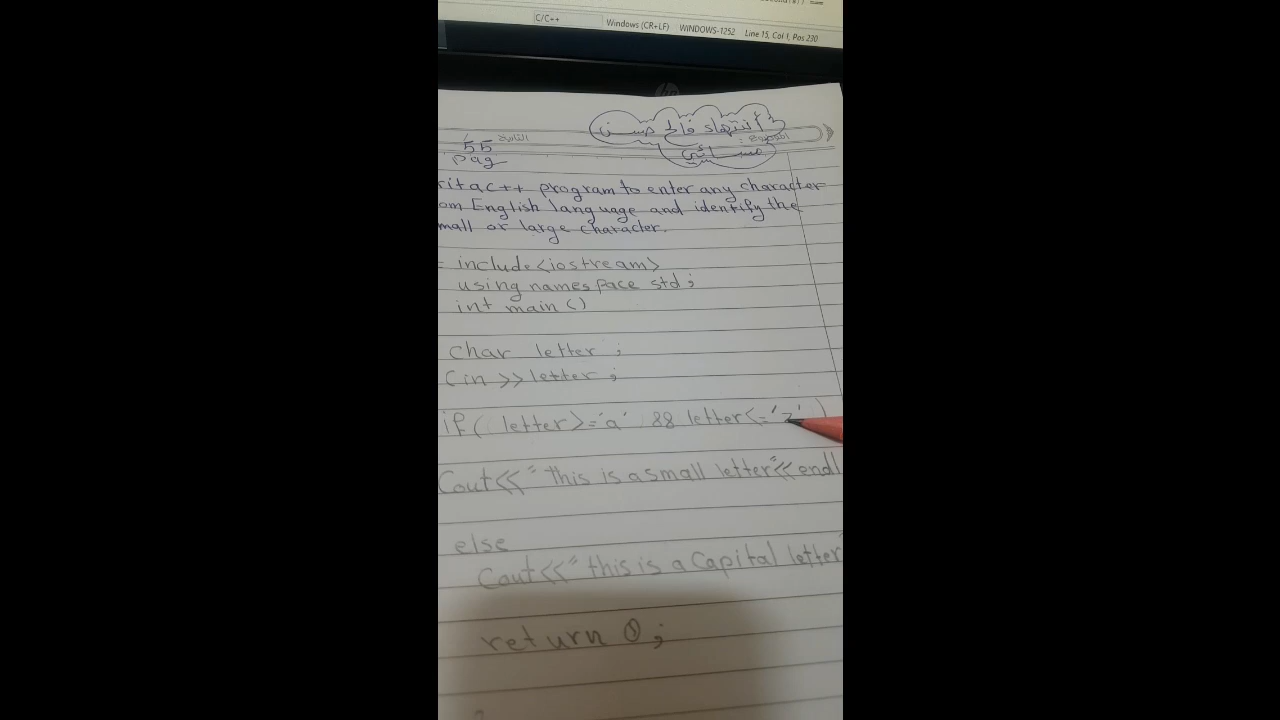 C/C++ Windows (CR+LF) WINDOWS-1252 Line 15, Col 1, Pos 230
55
pag
التاريخ
الموضوع:
rit a c++ program to enter any character
om English language and identify the
mall or large character.
include<iostream>
using namespace std;
int main()
char letter ;
Cin >> letter ;
if( letter>='a' && letter<='z' )
Cout<<"this is a small letter"<<endl
else
Cout<<"this is a Capital letter"
return 0;